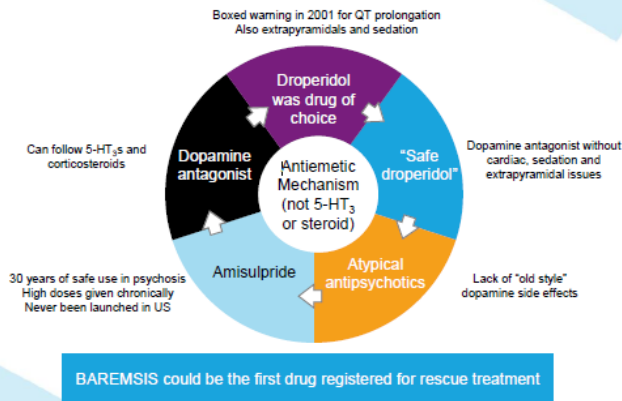 Boxed warning in 2001 for QT prolongation
Also extrapyramidals and sedation
Droperidol
was drug of
choice
"Safe
droperidol"
Dopamine antagonist without
cardiac, sedation and
extrapyramidal issues
Atypical
antipsychotics
Lack of "old style"
dopamine side effects
Amisulpride
30 years of safe use in psychosis
High doses given chronically
Never been launched in US
Dopamine
antagonist
Can follow 5-HT₃s and
corticosteroids
Antiemetic
Mechanism
(not 5-HT₃
or steroid)
BAREMSIS could be the first drug registered for rescue treatment